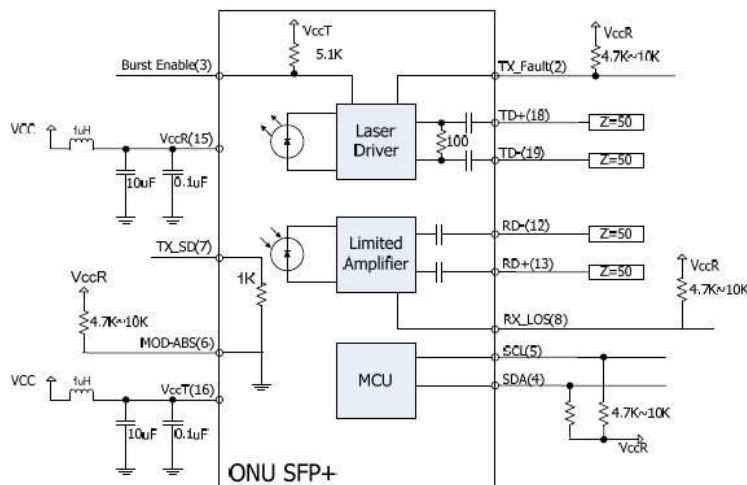 VccT
5.1K
Burst Enable(3)
VccR
4.7K~10K
TX_Fault(2)
VCC
1uH
VccR(15)
10uF
0.1uF
Laser
Driver
100
TD+(18)
Z=50
TD-(19)
Z=50
TX_SD(7)
1K
Limited
Amplifier
RD-(12)
Z=50
RD+(13)
Z=50
VccR
4.7K~10K
RX_LOS(8)
VccR
4.7K~10K
MOD-ABS(6)
VCC
1uH
VccT(16)
10uF
0.1uF
MCU
SCL(5)
SDA(4)
4.7K~10K
VccR
ONU SFP+